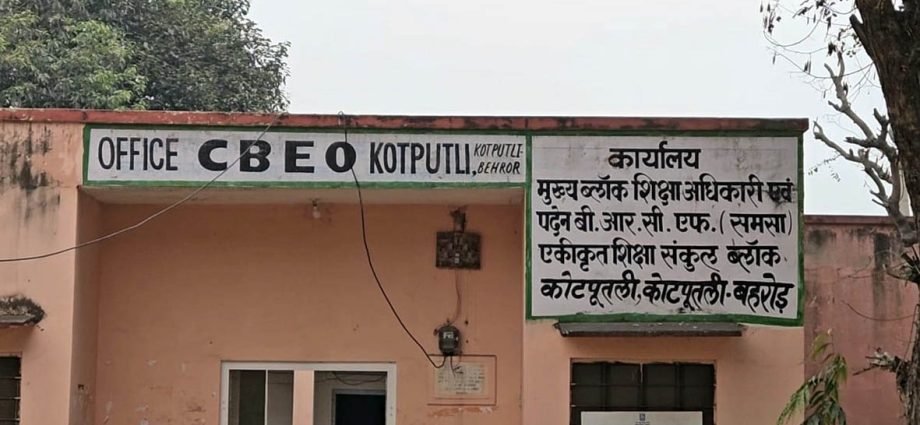 OFFICE CBEO KOTPUTLI, KOTPUTLI-
BEHROR
कार्यालय
मुख्य ब्लॉक शिक्षा अधिकारी एवं
पदेन बी.आर.सी.एफ.(समसा)
एकीकृत शिक्षा संकुल ब्लॉक
कोटपूतली,कोटपूतली-बहरोड़